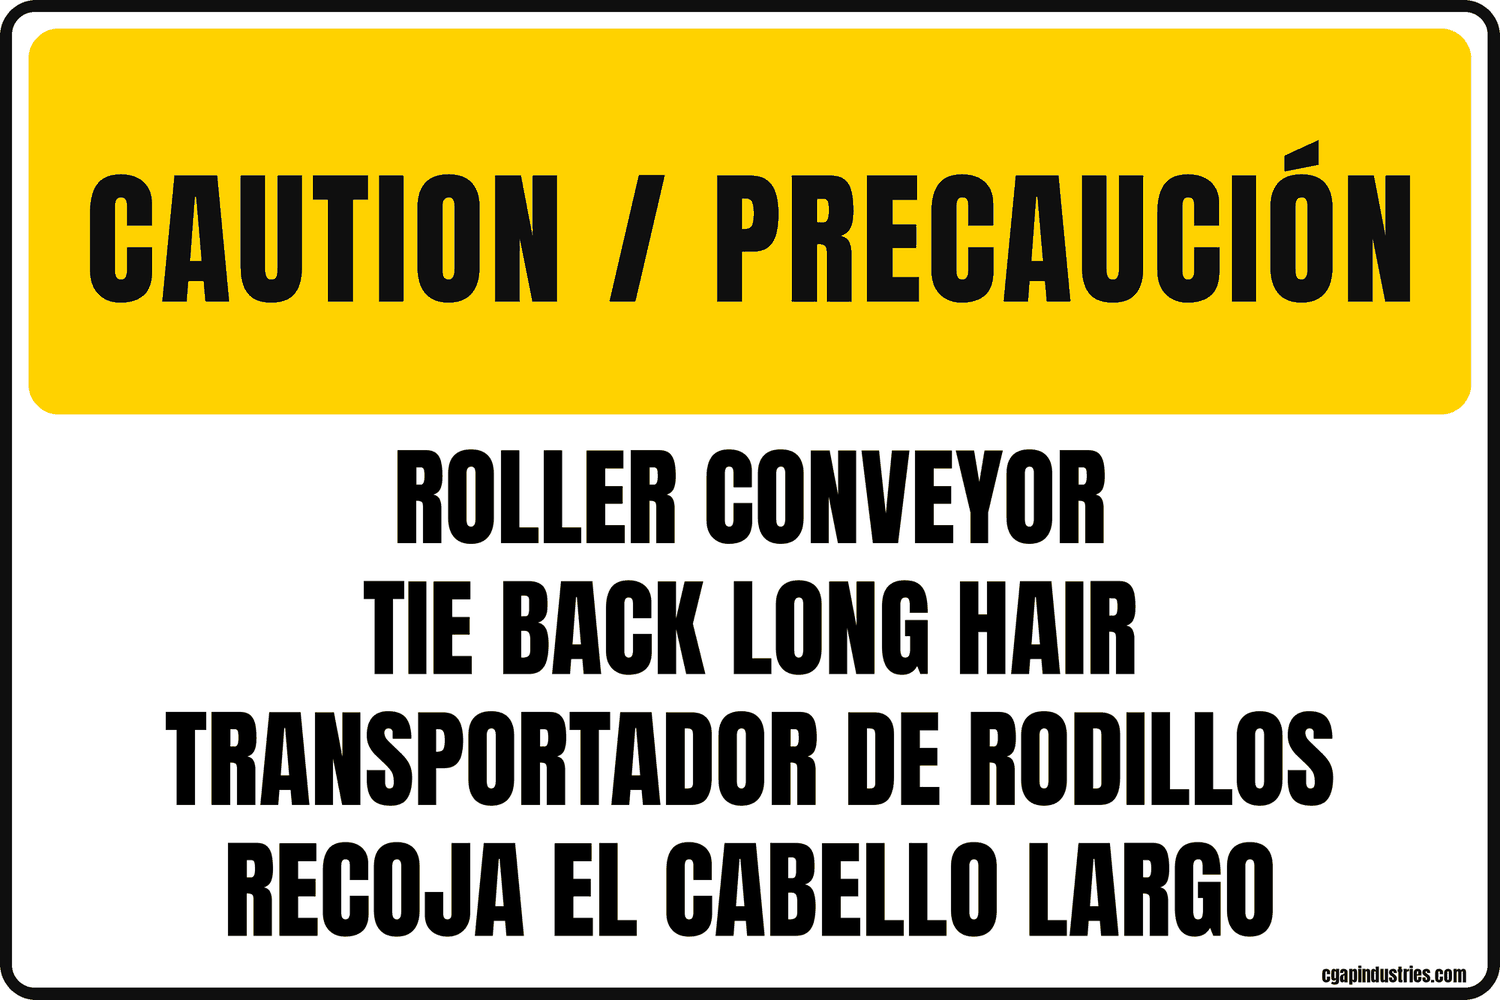 CAUTION / PRECAUCIÓN
ROLLER CONVEYOR
TIE BACK LONG HAIR
TRANSPORTADOR DE RODILLOS
RECOJA EL CABELLO LARGO
cgapindustries.com